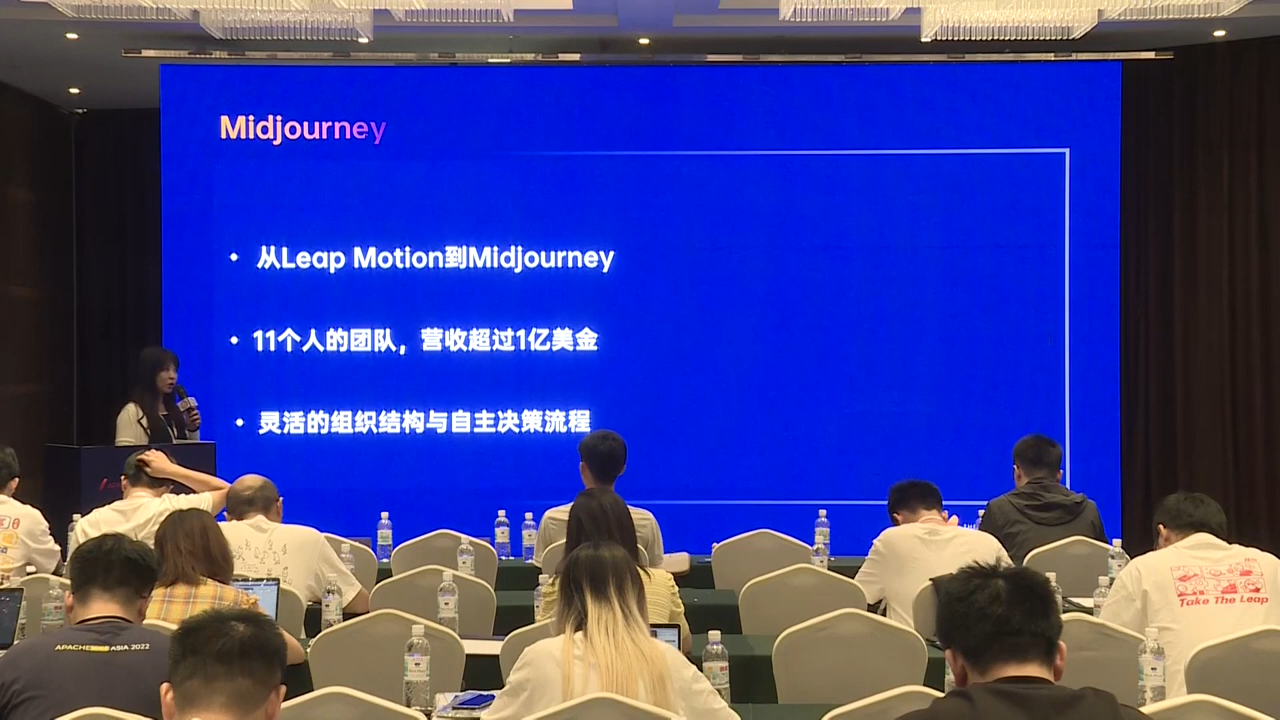 Midjourney
• 从Leap Motion到Midjourney
• 11个人的团队，营收超过1亿美金
• 灵活的组织结构与自主决策流程
ASIA 2022
Take The Leap